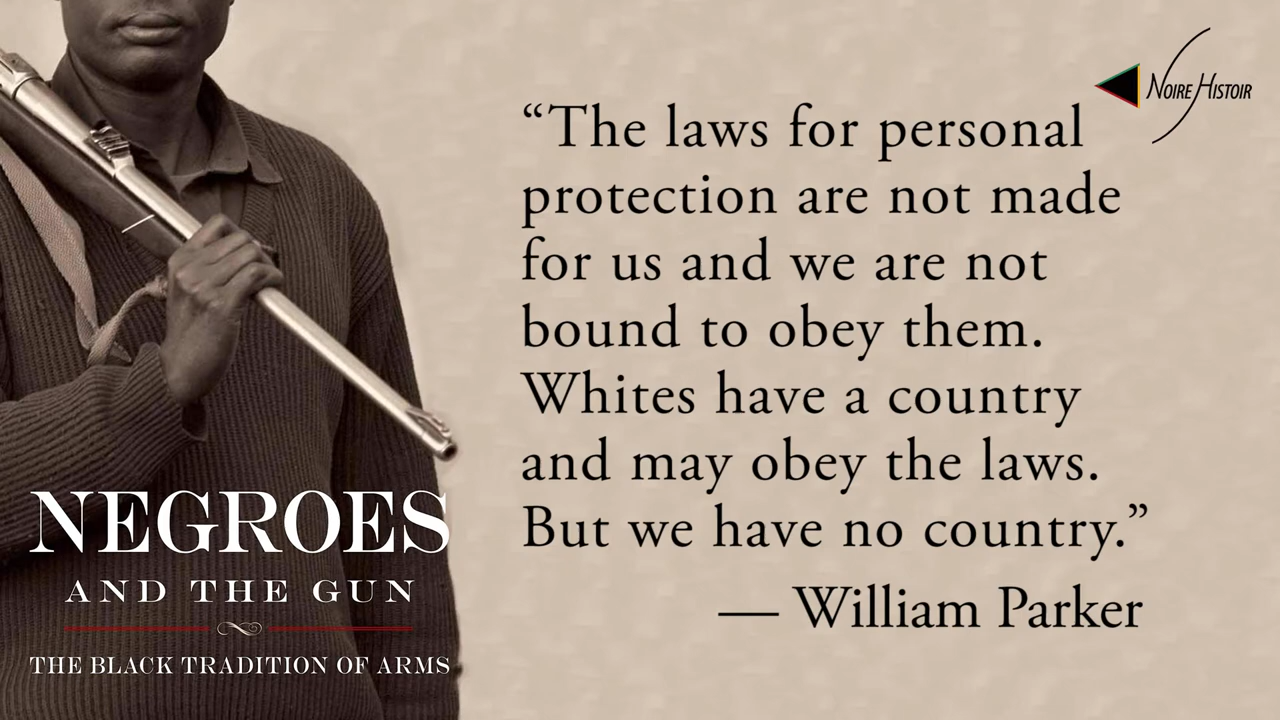 NOIRE HISTOIR
“The laws for personal
protection are not made
for us and we are not
bound to obey them.
Whites have a country
and may obey the laws.
But we have no country.”
— William Parker
NEGROES
AND THE GUN
THE BLACK TRADITION OF ARMS